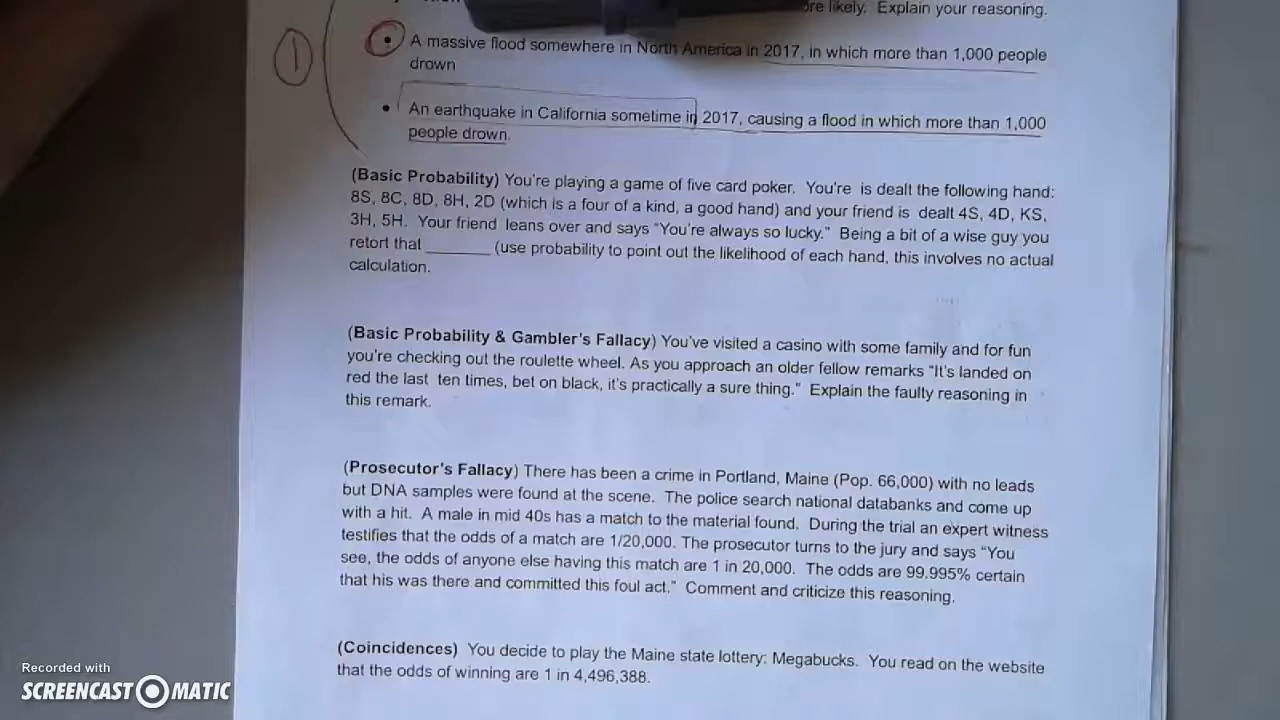 re likely. Explain your reasoning.
① • A massive flood somewhere in North America in 2017, in which more than 1,000 people
drown
• An earthquake in California sometime in 2017, causing a flood in which more than 1,000
people drown.
(Basic Probability) You're playing a game of five card poker. You're is dealt the following hand:
8S, 8C, 8D, 8H, 2D (which is a four of a kind, a good hand) and your friend is dealt 4S, 4D, KS,
3H, 5H. Your friend leans over and says "You're always so lucky." Being a bit of a wise guy you
retort that _______ (use probability to point out the likelihood of each hand, this involves no actual
calculation.
(Basic Probability & Gambler's Fallacy) You've visited a casino with some family and for fun
you're checking out the roulette wheel. As you approach an older fellow remarks "It's landed on
red the last ten times, bet on black, it's practically a sure thing." Explain the faulty reasoning in
this remark.
(Prosecutor's Fallacy) There has been a crime in Portland, Maine (Pop. 66,000) with no leads
but DNA samples were found at the scene. The police search national databanks and come up
with a hit. A male in mid 40s has a match to the material found. During the trial an expert witness
testifies that the odds of a match are 1/20,000. The prosecutor turns to the jury and says "You
see, the odds of anyone else having this match are 1 in 20,000. The odds are 99.995% certain
that his was there and committed this foul act." Comment and criticize this reasoning.
(Coincidences) You decide to play the Maine state lottery: Megabucks. You read on the website
that the odds of winning are 1 in 4,496,388.
Recorded with
SCREENCAST-O-MATIC